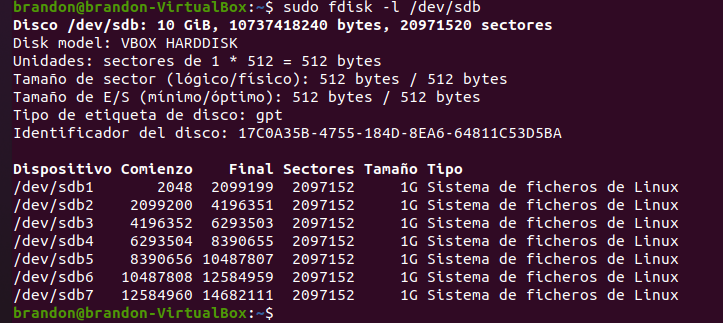 brandon@brandon-VirtualBox:~$ sudo fdisk -l /dev/sdb
Disco /dev/sdb: 10 GiB, 10737418240 bytes, 20971520 sectores
Disk model: VBOX HARDDISK
Unidades: sectores de 1 * 512 = 512 bytes
Tamaño de sector (lógico/físico): 512 bytes / 512 bytes
Tamaño de E/S (mínimo/óptimo): 512 bytes / 512 bytes
Tipo de etiqueta de disco: gpt
Identificador del disco: 17C0A35B-4755-184D-8EA6-64811C53D5BA

Dispositivo Comienzo    Final Sectores Tamaño Tipo
/dev/sdb1       2048  2099199  2097152     1G Sistema de ficheros de Linux
/dev/sdb2    2099200  4196351  2097152     1G Sistema de ficheros de Linux
/dev/sdb3    4196352  6293503  2097152     1G Sistema de ficheros de Linux
/dev/sdb4    6293504  8390655  2097152     1G Sistema de ficheros de Linux
/dev/sdb5    8390656 10487807  2097152     1G Sistema de ficheros de Linux
/dev/sdb6   10487808 12584959  2097152     1G Sistema de ficheros de Linux
/dev/sdb7   12584960 14682111  2097152     1G Sistema de ficheros de Linux
brandon@brandon-VirtualBox:~$